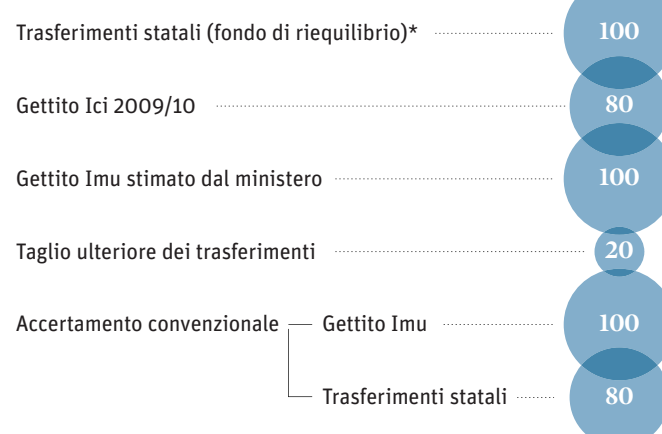 Trasferimenti statali (fondo di riequilibrio)* 100
Gettito Ici 2009/10 80
Gettito Imu stimato dal ministero 100
Taglio ulteriore dei trasferimenti 20
Accertamento convenzionale Gettito Imu 100
Trasferimenti statali 80